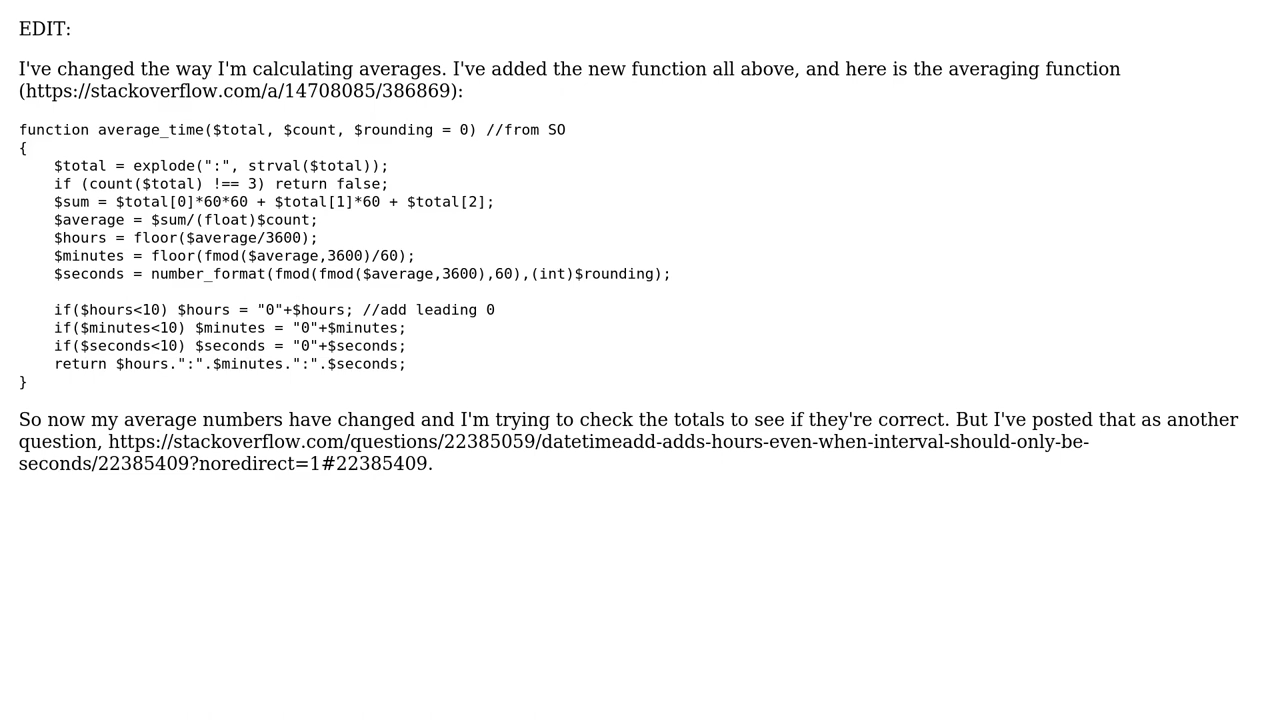 EDIT:
I've changed the way I'm calculating averages. I've added the new function all above, and here is the averaging function
(https://stackoverflow.com/a/14708085/386869):
function average_time($total, $count, $rounding = 0) //from SO
{
    $total = explode(":", strval($total));
    if (count($total) !== 3) return false;
    $sum = $total[0]*60*60 + $total[1]*60 + $total[2];
    $average = $sum/(float)$count;
    $hours = floor($average/3600);
    $minutes = floor(fmod($average,3600)/60);
    $seconds = number_format(fmod(fmod($average,3600),60),(int)$rounding);
    if($hours<10) $hours = "0"+$hours; //add leading 0
    if($minutes<10) $minutes = "0"+$minutes;
    if($seconds<10) $seconds = "0"+$seconds;
    return $hours.":".$minutes.":".$seconds;
}
So now my average numbers have changed and I'm trying to check the totals to see if they're correct. But I've posted that as another
question, https://stackoverflow.com/questions/22385059/datetimeadd-adds-hours-even-when-interval-should-only-be-
seconds/22385409?noredirect=1#22385409.